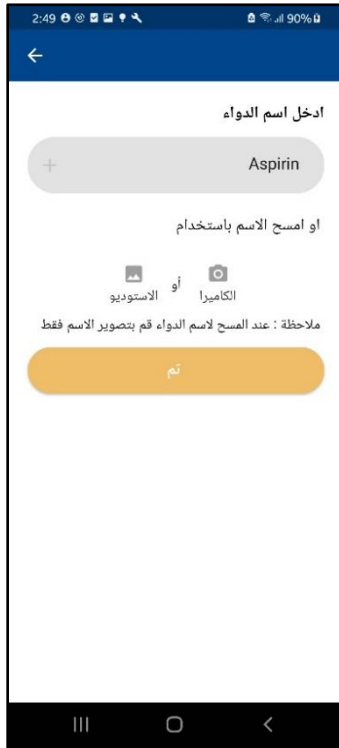 2:49 90%
ادخل اسم الدواء
Aspirin +
او امسح الاسم باستخدام
الكاميرا أو الاستوديو
ملاحظة : عند المسح لاسم الدواء قم بتصوير الاسم فقط
تم